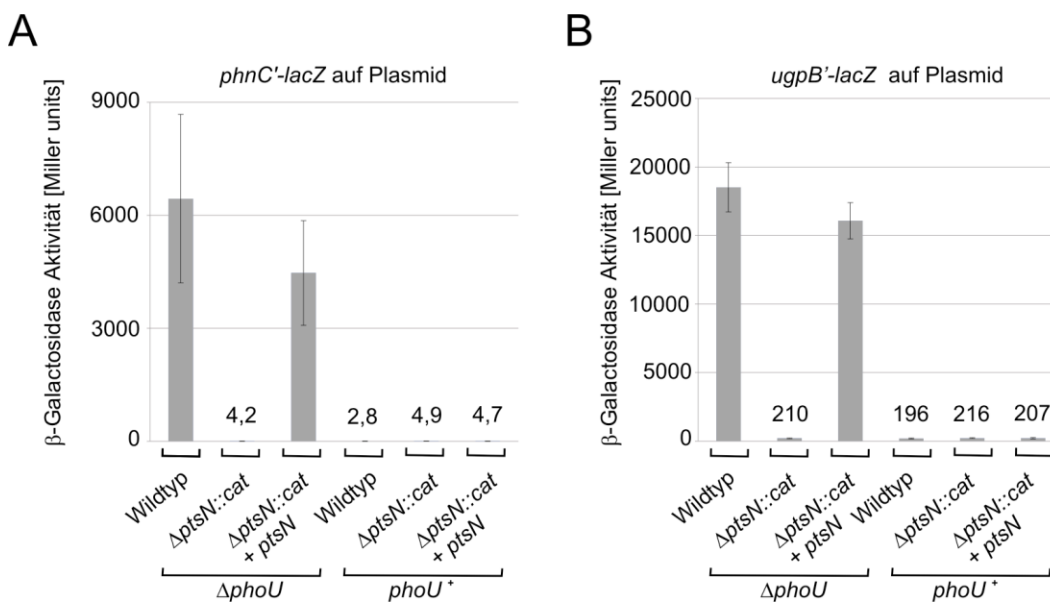 A
phnC'-lacZ auf Plasmid
β-Galactosidase Aktivität [Miller units]
9000
6000
3000
0
4,2
2,8
4,9
4,7
Wildtyp
ΔptsN::cat
ΔptsN::cat
+ ptsN
Wildtyp
ΔptsN::cat
ΔptsN::cat
+ ptsN
ΔphoU
phoU +
B
ugpB’-lacZ auf Plasmid
β-Galactosidase Aktivität [Miller units]
25000
20000
15000
10000
5000
0
210
196
216
207
Wildtyp
ΔptsN::cat
ΔptsN::cat
+ ptsN
Wildtyp
ΔptsN::cat
ΔptsN::cat
+ ptsN
ΔphoU
phoU +